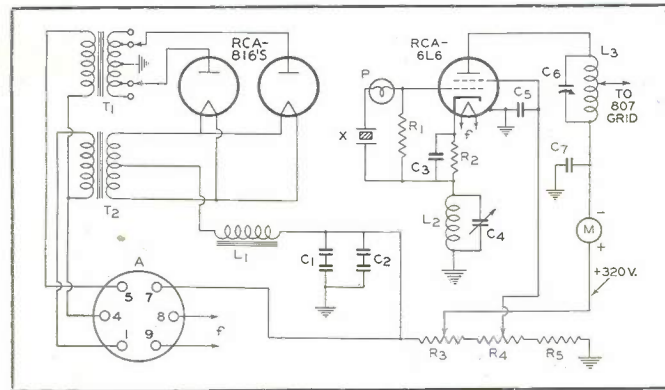 RCA-
816'S
T1
T2
RCA-
6L6
P
X
R1
C3
R2
f
C5
L2
C4
C6
L3
TO
807
GRID
C7
M
-
+
+320 V.
L1
C1
C2
A
5
7
4
8
f
1
9
R3
R4
R5